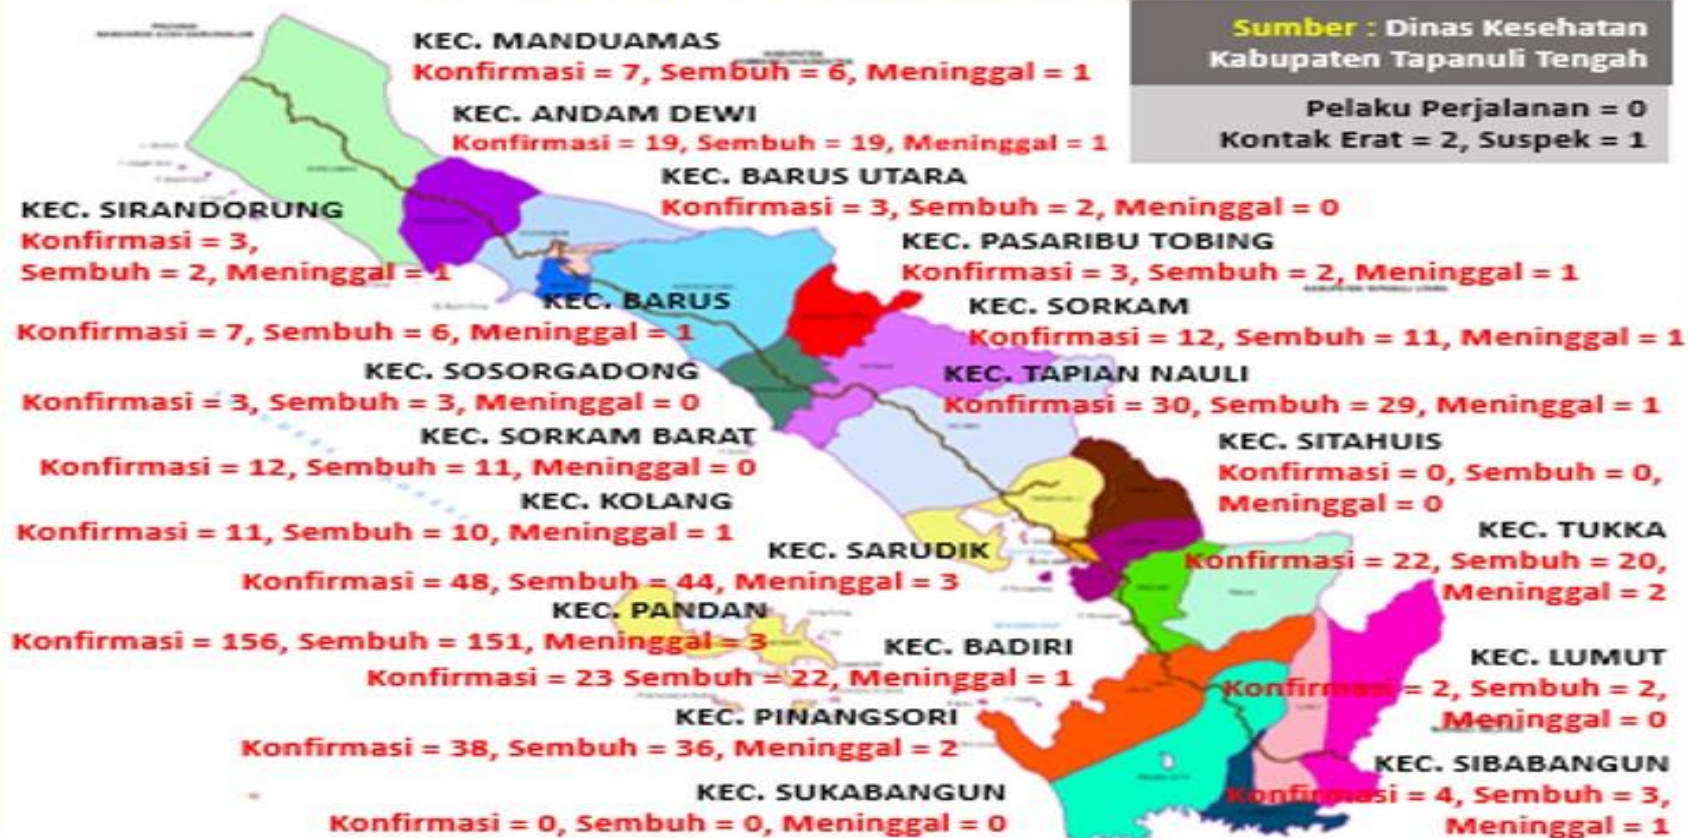 Sumber : Dinas Kesehatan
Kabupaten Tapanuli Tengah
Pelaku Perjalanan = 0
Kontak Erat = 2, Suspek = 1
KEC. MANDUAMAS
Konfirmasi = 7, Sembuh = 6, Meninggal = 1
KEC. ANDAM DEWI
Konfirmasi = 19, Sembuh = 19, Meninggal = 1
KEC. BARUS UTARA
Konfirmasi = 3, Sembuh = 2, Meninggal = 0
KEC. SIRANDORUNG
Konfirmasi = 3,
Sembuh = 2, Meninggal = 1
KEC. PASARIBU TOBING
Konfirmasi = 3, Sembuh = 2, Meninggal = 1
KEC. BARUS
Konfirmasi = 7, Sembuh = 6, Meninggal = 1
KEC. SORKAM
Konfirmasi = 12, Sembuh = 11, Meninggal = 1
KEC. SOSORGADONG
Konfirmasi = 3, Sembuh = 3, Meninggal = 0
KEC. TAPIAN NAULI
Konfirmasi = 30, Sembuh = 29, Meninggal = 1
KEC. SORKAM BARAT
Konfirmasi = 12, Sembuh = 11, Meninggal = 0
KEC. SITAHUIS
Konfirmasi = 0, Sembuh = 0,
Meninggal = 0
KEC. KOLANG
Konfirmasi = 11, Sembuh = 10, Meninggal = 1
KEC. TUKKA
Konfirmasi = 22, Sembuh = 20,
Meninggal = 2
KEC. SARUDIK
Konfirmasi = 48, Sembuh = 44, Meninggal = 3
KEC. PANDAN
Konfirmasi = 156, Sembuh = 151, Meninggal = 3
KEC. BADIRI
Konfirmasi = 23 Sembuh = 22, Meninggal = 1
KEC. LUMUT
Konfirmasi = 2, Sembuh = 2,
Meninggal = 0
KEC. PINANGSORI
Konfirmasi = 38, Sembuh = 36, Meninggal = 2
KEC. SIBABANGUN
Konfirmasi = 4, Sembuh = 3,
Meninggal = 1
KEC. SUKABANGUN
Konfirmasi = 0, Sembuh = 0, Meninggal = 0